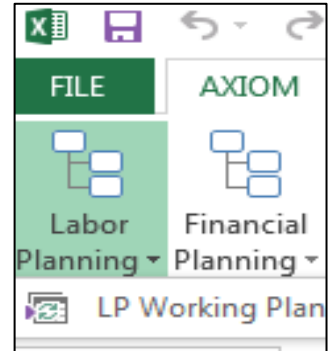 FILE AXIOM
Labor Financial
Planning Planning
LP Working Plan